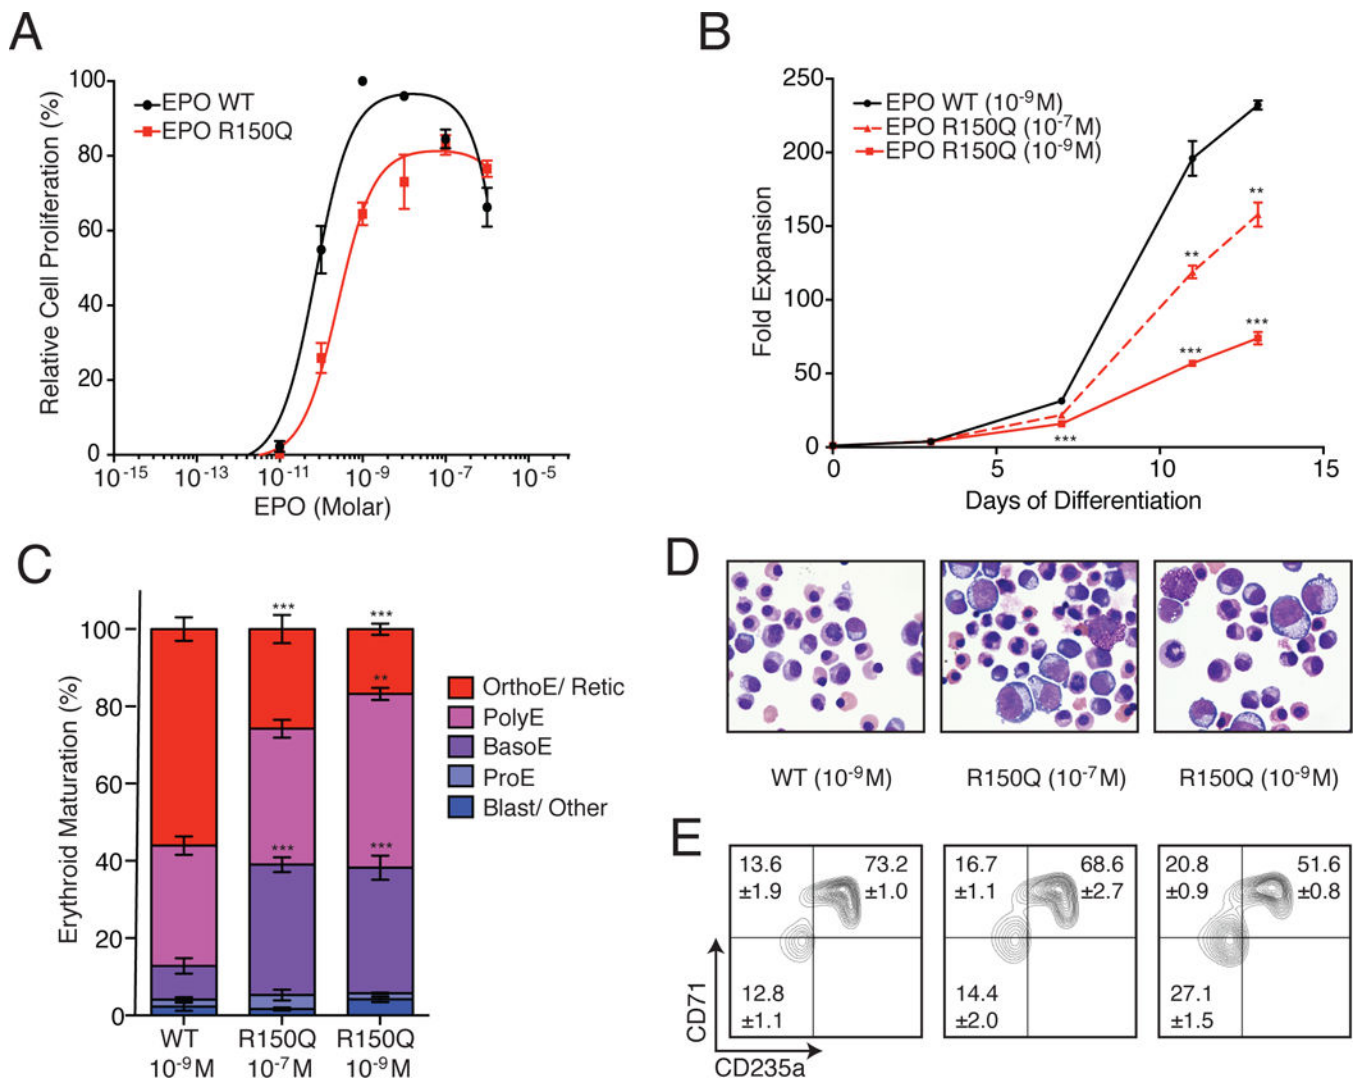 A
Relative Cell Proliferation (%)
100
80
60
40
20
0
EPO WT
EPO R150Q
10-15
10-13
10-11
10-9
10-7
10-5
EPO (Molar)
B
Fold Expansion
250
200
150
100
50
0
EPO WT (10-9M)
EPO R150Q (10-7M)
EPO R150Q (10-9M)
**
**
***
***
***
0
5
10
15
Days of Differentiation
C
Erythroid Maturation (%)
100
80
60
40
20
0
***
***
**
***
***
OrthoE/ Retic
PolyE
BasoE
ProE
Blast/ Other
WT
10-9M
R150Q
10-7M
R150Q
10-9M
D
WT (10-9M)
R150Q (10-7M)
R150Q (10-9M)
E
13.6
±1.9
73.2
±1.0
12.8
±1.1
16.7
±1.1
68.6
±2.7
14.4
±2.0
20.8
±0.9
51.6
±0.8
27.1
±1.5
CD71
CD235a